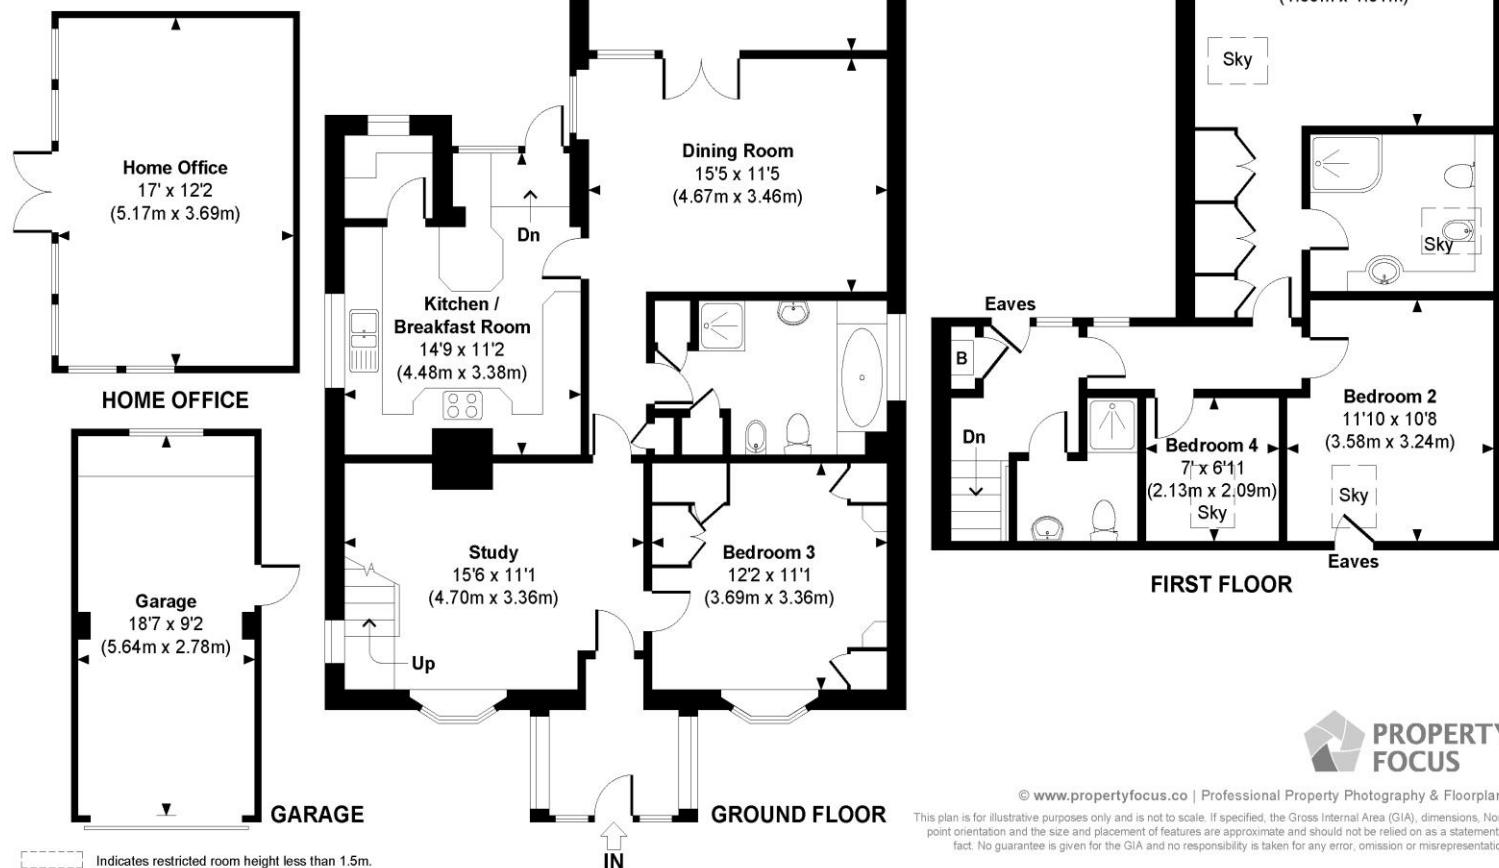 Sky
Home Office
17' x 12'2
(5.17m x 3.69m)
HOME OFFICE
Dining Room
15'5 x 11'5
(4.67m x 3.46m)
Dn
Kitchen /
Breakfast Room
14'9 x 11'2
(4.48m x 3.38m)
Sky
Eaves
B
Dn
Bedroom 2
11'10 x 10'8
(3.58m x 3.24m)
Sky
Bedroom 4
7' x 6'11
(2.13m x 2.09m)
Sky
Eaves
FIRST FLOOR
Study
15'6 x 11'1
(4.70m x 3.36m)
Up
Bedroom 3
12'2 x 11'1
(3.69m x 3.36m)
Garage
18'7 x 9'2
(5.64m x 2.78m)
GARAGE
GROUND FLOOR
IN
PROPERTY
FOCUS
© www.propertyfocus.co | Professional Property Photography & Floorplan
This plan is for illustrative purposes only and is not to scale. If specified, the Gross Internal Area (GIA), dimensions,
point orientation and the size and placement of features are approximate and should not be relied on as a statement
fact. No guarantee is given for the GIA and no responsibility is taken for any error, omission or
Indicates restricted room height less than 1.5m.